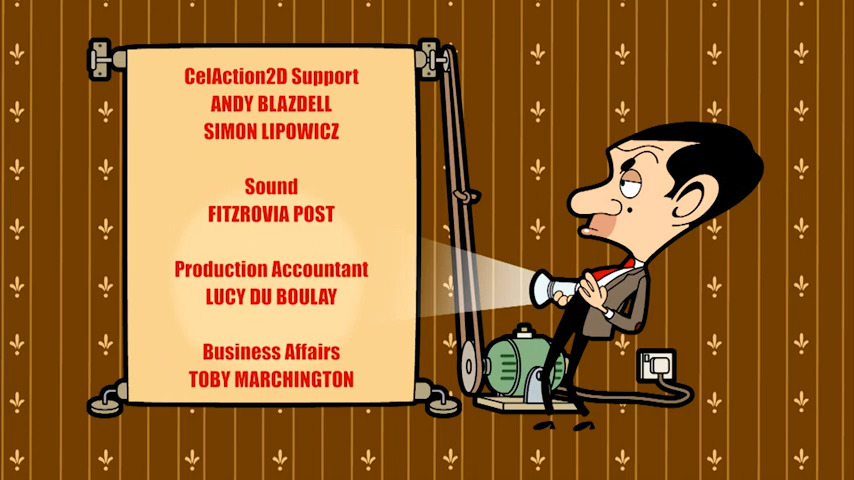 CelAction2D Support
ANDY BLAZDELL
SIMON LIPOWICZ
Sound
FITZROVIA POST
Production Accountant
LUCY DU BOULAY
Business Affairs
TOBY MARCHINGTON